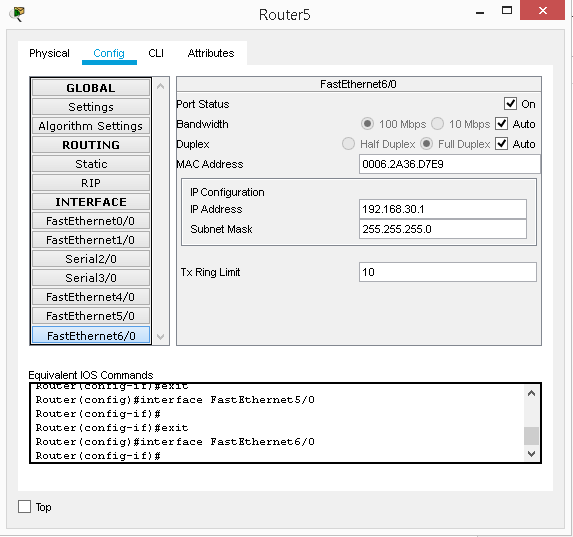 Router5
Physical Config CLI Attributes
GLOBAL
Settings
Algorithm Settings
ROUTING
Static
RIP
INTERFACE
FastEthernet0/0
FastEthernet1/0
Serial2/0
Serial3/0
FastEthernet4/0
FastEthernet5/0
FastEthernet6/0
FastEthernet6/0
Port Status On
Bandwidth 100 Mbps 10 Mbps Auto
Duplex Half Duplex Full Duplex Auto
MAC Address 0006.2A36.D7E9
IP Configuration
IP Address 192.168.30.1
Subnet Mask 255.255.255.0
Tx Ring Limit 10
Equivalent IOS Commands
Router(config-if)#exit
Router(config)#interface FastEthernet5/0
Router(config-if)#
Router(config-if)#exit
Router(config)#interface FastEthernet6/0
Router(config-if)#
Top